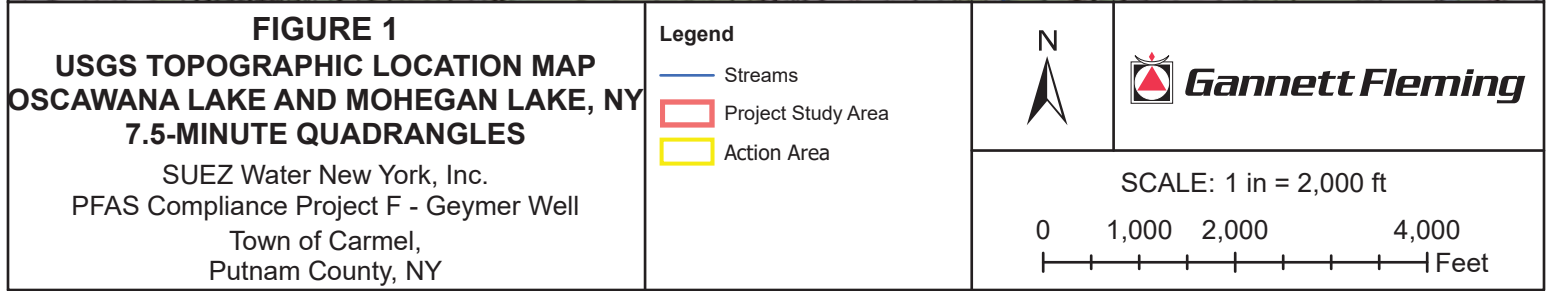 FIGURE 1
USGS TOPOGRAPHIC LOCATION MAP
OSCAWANA LAKE AND MOHEGAN LAKE, NY
7.5-MINUTE QUADRANGLES
SUEZ Water New York, Inc.
PFAS Compliance Project F - Geymer Well
Town of Carmel,
Putnam County, NY
Legend
Streams
Project Study Area
Action Area
N
Gannett Fleming
SCALE: 1 in = 2,000 ft
0 1,000 2,000 4,000
Feet